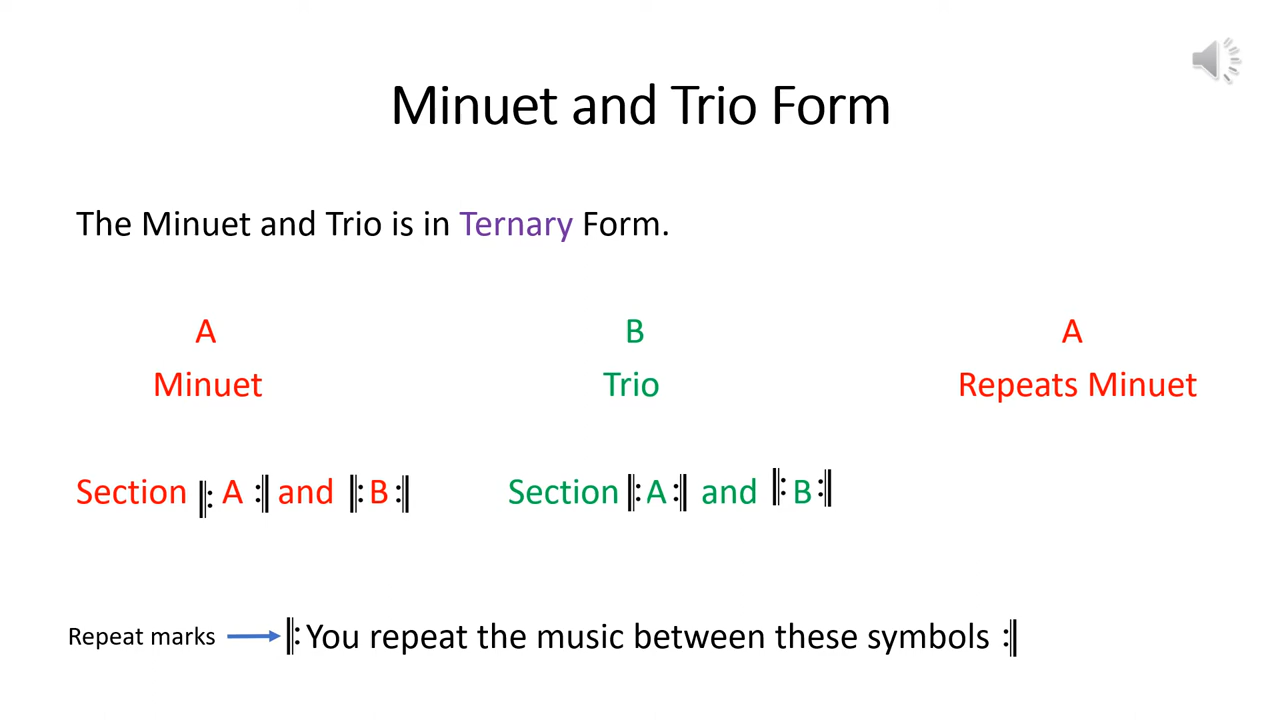 Minuet and Trio Form
The Minuet and Trio is in Ternary Form.
A B A
Minuet Trio Repeats Minuet
Section 𝄆 A 𝄇 and 𝄆 B 𝄇 Section 𝄆 A 𝄇 and 𝄆 B 𝄇
Repeat marks 𝄆 You repeat the music between these symbols 𝄇